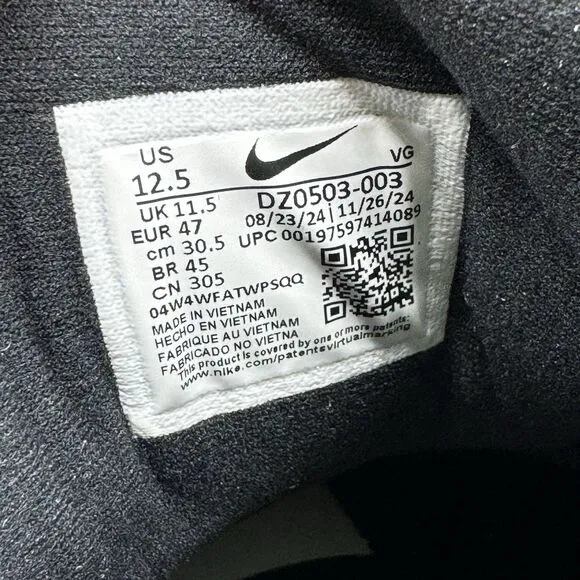 US
VG
12.5
DZ0503-003
UK 11.5
08/23/24 | 11/26/24
EUR 47
UPC 00197597414089
cm 30.5
BR 45
CN 305
04W4WFATWPSQQ
MADE IN VIETNAM
HECHO EN VIETNAM
FABRIQUE AU VIETNAM
FABRICADO NO VIETNA
This product is covered by one or more patents:
www.nike.com/patentsvirtualmarking